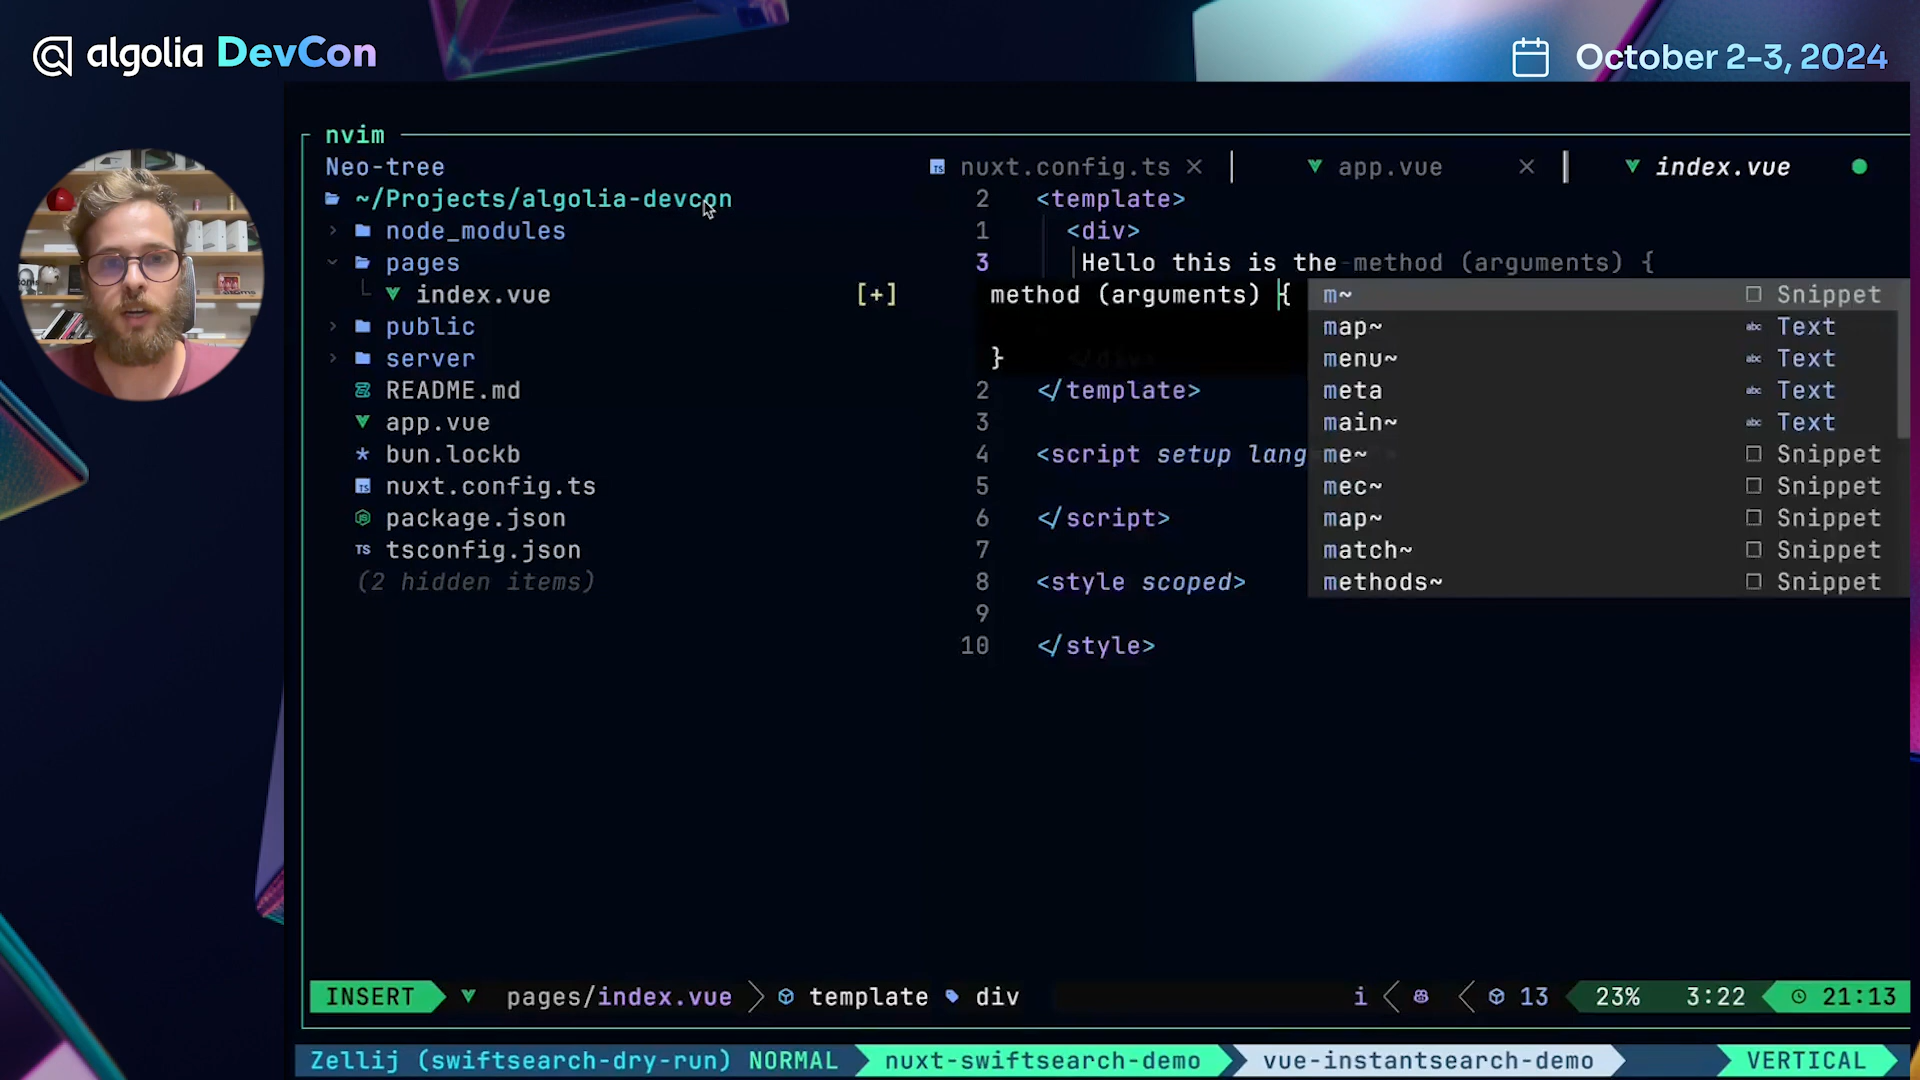 algolia DevCon
October 2-3, 2024
nvim
Neo-tree
~/Projects/algolia-devcon
node_modules
pages
index.vue [+]
public
server
README.md
app.vue
bun.lockb
nuxt.config.ts
package.json
tsconfig.json
(2 hidden items)
nuxt.config.ts × app.vue × index.vue
2 <template>
1 <div>
3 Hello this is the method (arguments) {
method (arguments) {
}
</div>
2 </template>
3
4 <script setup lang
5
6 </script>
7
8 <style scoped>
9
10 </style>
m~ Snippet
map~ abc Text
menu~ abc Text
meta abc Text
main~ abc Text
me~ Snippet
mec~ Snippet
map~ Snippet
match~ Snippet
methods~ Snippet
INSERT pages/index.vue template div i 13 23% 3:22 21:13
Zellij (swiftsearch-dry-run) NORMAL nuxt-swiftsearch-demo vue-instantsearch-demo VERTICAL